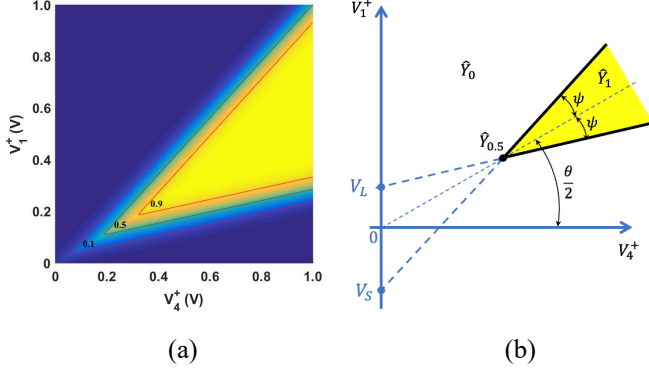 1.0
0.8
0.6
0.4
0.2
0
V₁⁺ (V)
0.9
0.5
0.1
0 0.2 0.4 0.6 0.8 1.0
V₄⁺ (V)
(a)
V₁⁺
Ŷ₀
Ŷ₁
ψ
ψ
Ŷ₀.₅
θ/2
V_L
0
V₄⁺
V_S
(b)